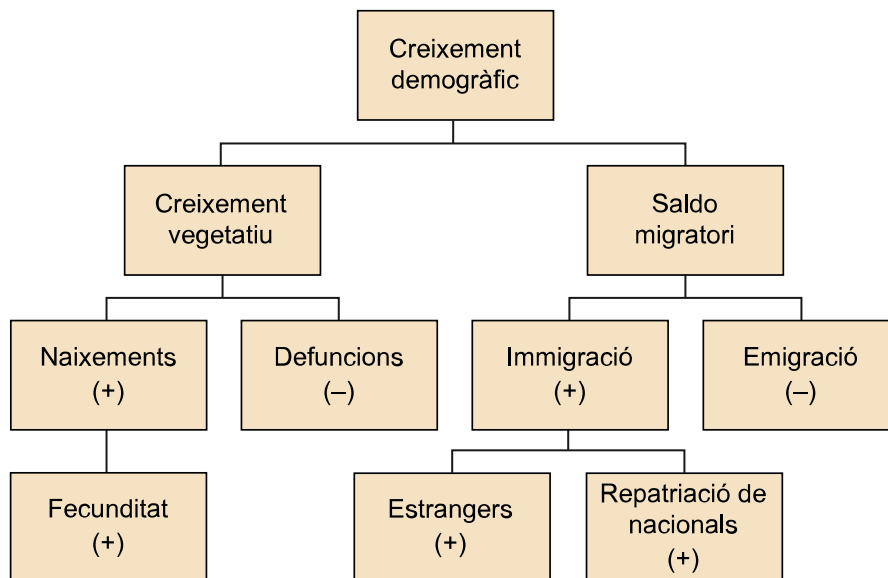 Creixement
demogràfic
Creixement
vegetatiu
Saldo
migratori
Naixements
(+)
Defuncions
(–)
Immigració
(+)
Emigració
(–)
Fecunditat
(+)
Estrangers
(+)
Repatriació de
nacionals
(+)